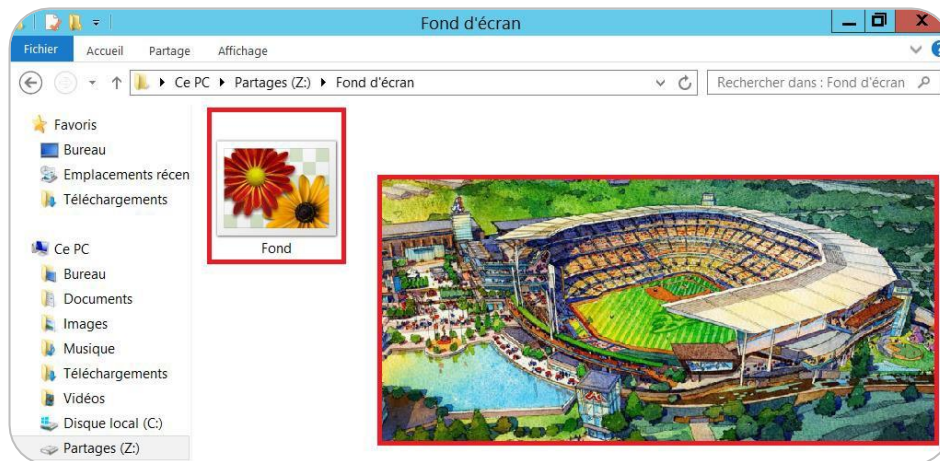 Fond d'écran
Fichier Accueil Partage Affichage
Ce PC Partages (Z:) Fond d'écran
Rechercher dans : Fond d'écran
Favoris
Bureau
Emplacements récen
Téléchargements
Fond
Ce PC
Bureau
Documents
Images
Musique
Téléchargements
Vidéos
Disque local (C:)
Partages (Z:)